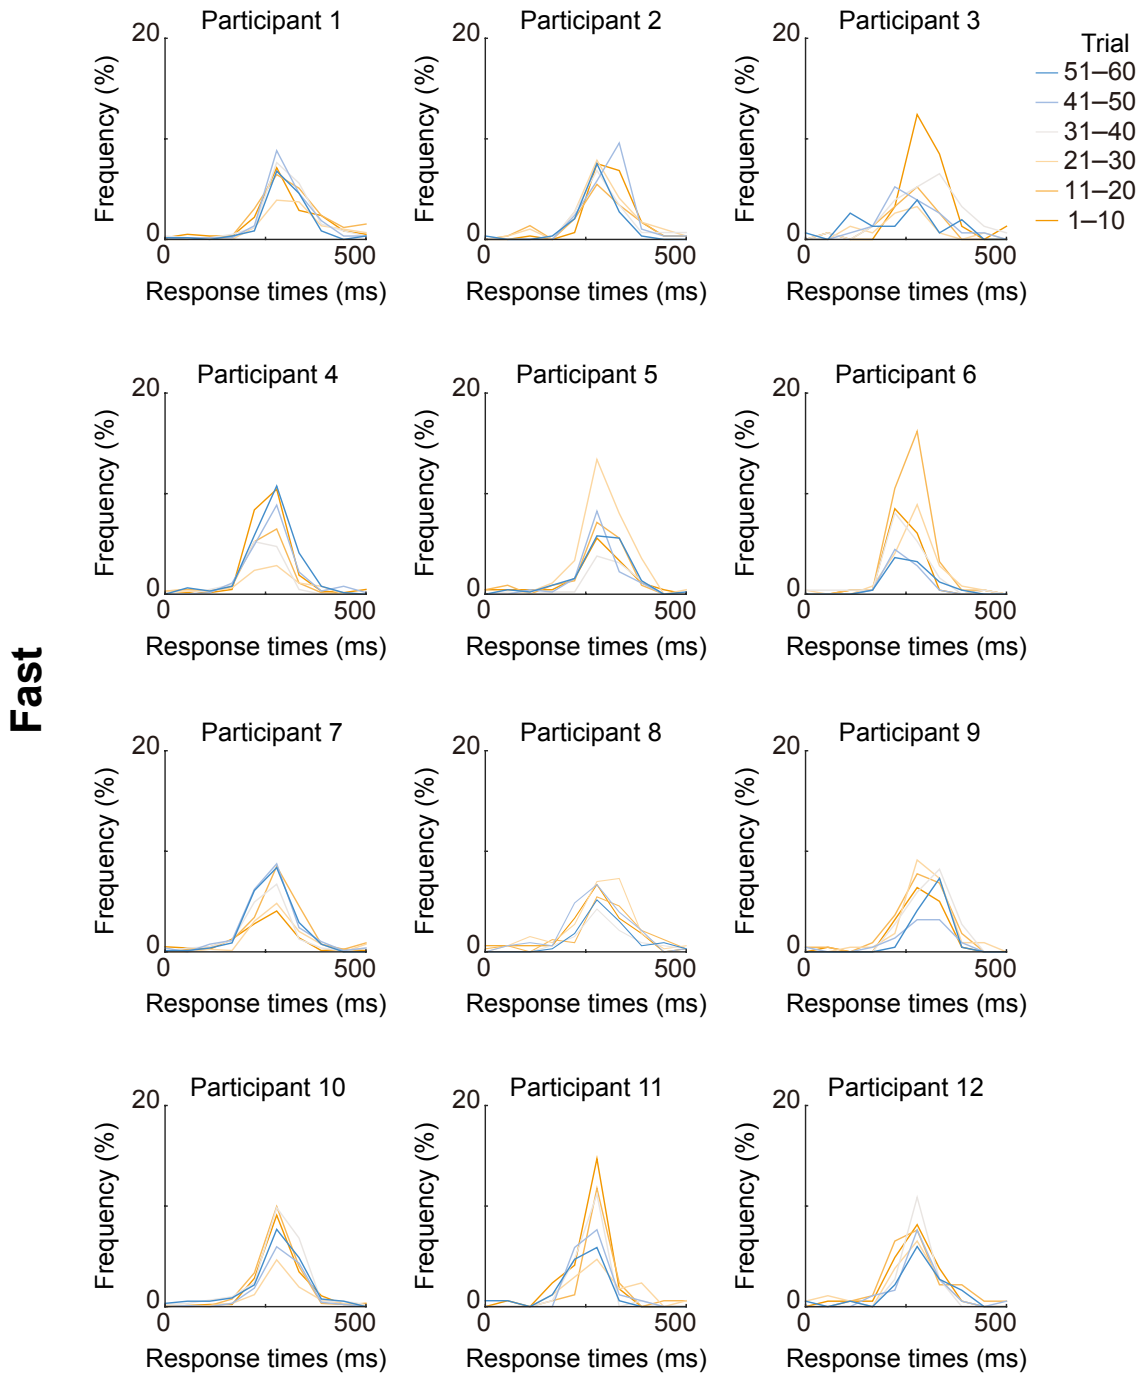 Participant 1
Participant 2
Participant 3
20
Frequency (%)
0
0
500
Response times (ms)
20
Frequency (%)
0
0
500
Response times (ms)
20
Frequency (%)
0
0
500
Response times (ms)
Trial
51–60
41–50
31–40
21–30
11–20
1–10
Participant 4
Participant 5
Participant 6
20
Frequency (%)
0
0
500
Response times (ms)
20
Frequency (%)
0
0
500
Response times (ms)
20
Frequency (%)
0
0
500
Response times (ms)
Fast
Participant 7
Participant 8
Participant 9
20
Frequency (%)
0
0
500
Response times (ms)
20
Frequency (%)
0
0
500
Response times (ms)
20
Frequency (%)
0
0
500
Response times (ms)
Participant 10
Participant 11
Participant 12
20
Frequency (%)
0
0
500
Response times (ms)
20
Frequency (%)
0
0
500
Response times (ms)
20
Frequency (%)
0
0
500
Response times (ms)